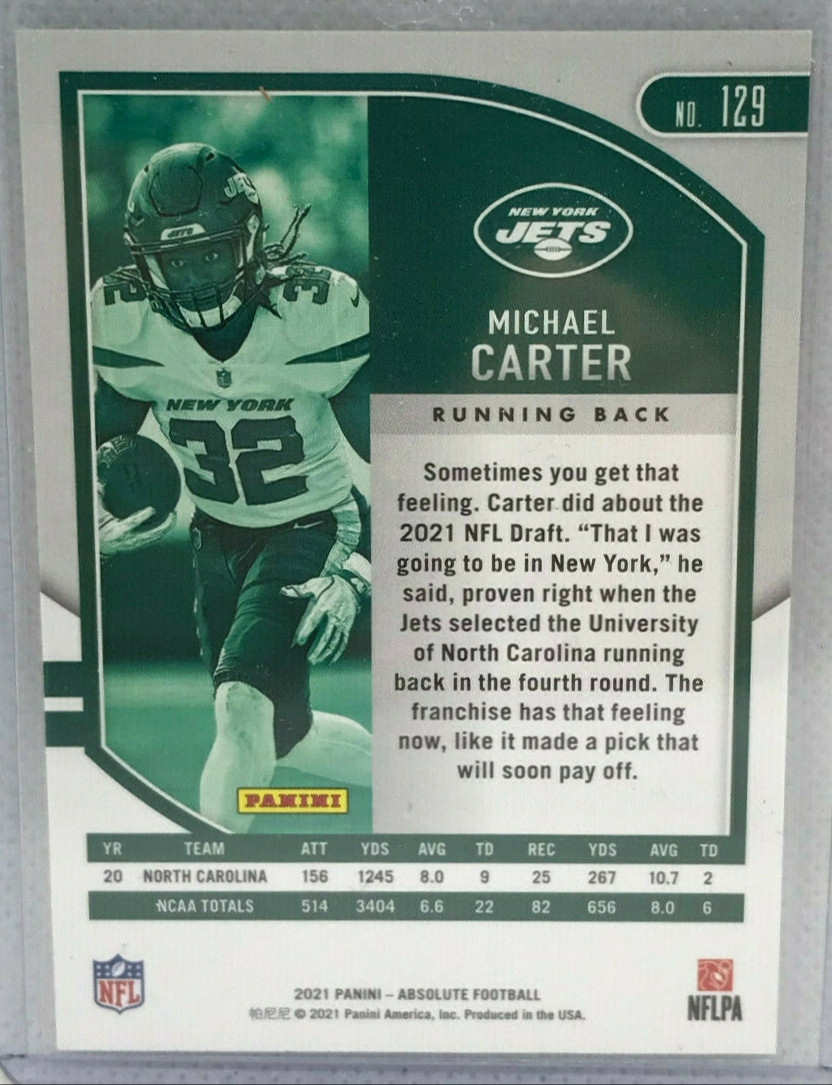 NO. 129
NEW YORK
JETS
MICHAEL
CARTER
RUNNING BACK
JETS
32
32
NEW YORK
32
Sometimes you get that
feeling. Carter did about the
2021 NFL Draft. “That I was
going to be in New York,” he
said, proven right when the
Jets selected the University
of North Carolina running
back in the fourth round. The
franchise has that feeling
now, like it made a pick that
will soon pay off.
PANINI
YR TEAM ATT YDS AVG TD REC YDS AVG TD
20 NORTH CAROLINA 156 1245 8.0 9 25 267 10.7 2
NCAA TOTALS 514 3404 6.6 22 82 656 8.0 6
NFL
2021 PANINI – ABSOLUTE FOOTBALL
帕尼尼 © 2021 Panini America, Inc. Produced in the USA.
NFLPA